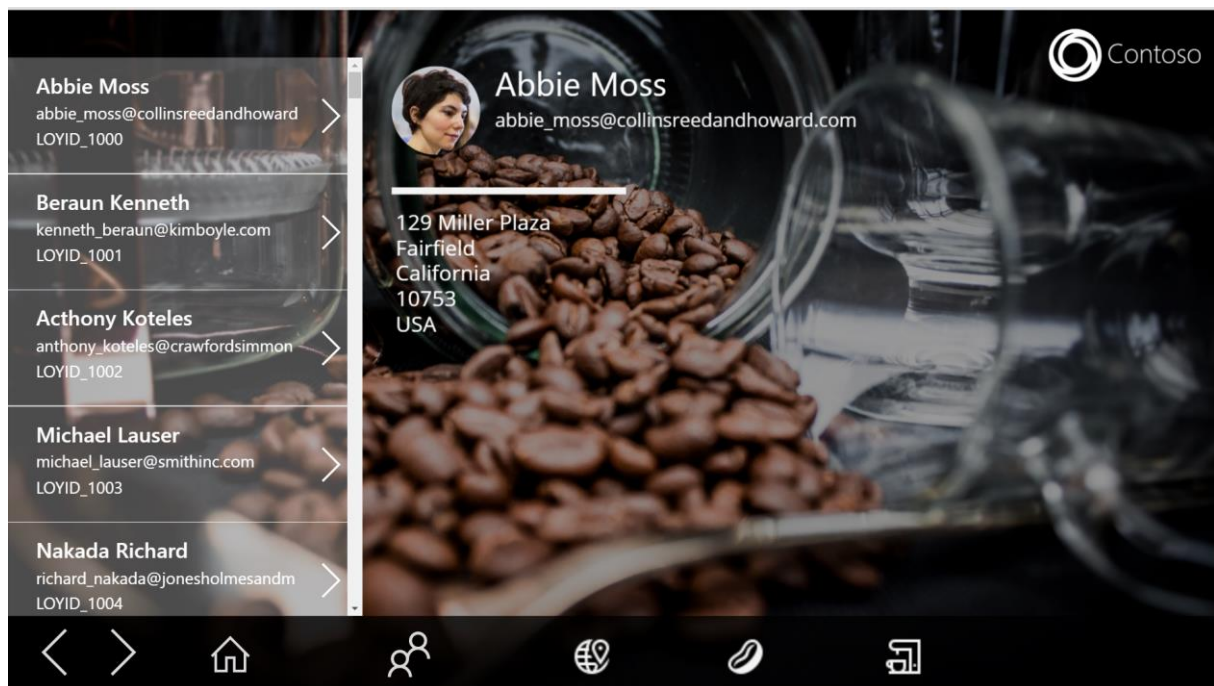 Contoso
Abbie Moss
abbie_moss@collinsreedandhoward
LOYID_1000
Beraun Kenneth
kenneth_beraun@kimboyle.com
LOYID_1001
Acthony Koteles
anthony_koteles@crawfordsimmon
LOYID_1002
Michael Lauser
michael_lauser@smithinc.com
LOYID_1003
Nakada Richard
richard_nakada@jonesholmesandm
LOYID_1004
Abbie Moss
abbie_moss@collinsreedandhoward.com
129 Miller Plaza
Fairfield
California
10753
USA